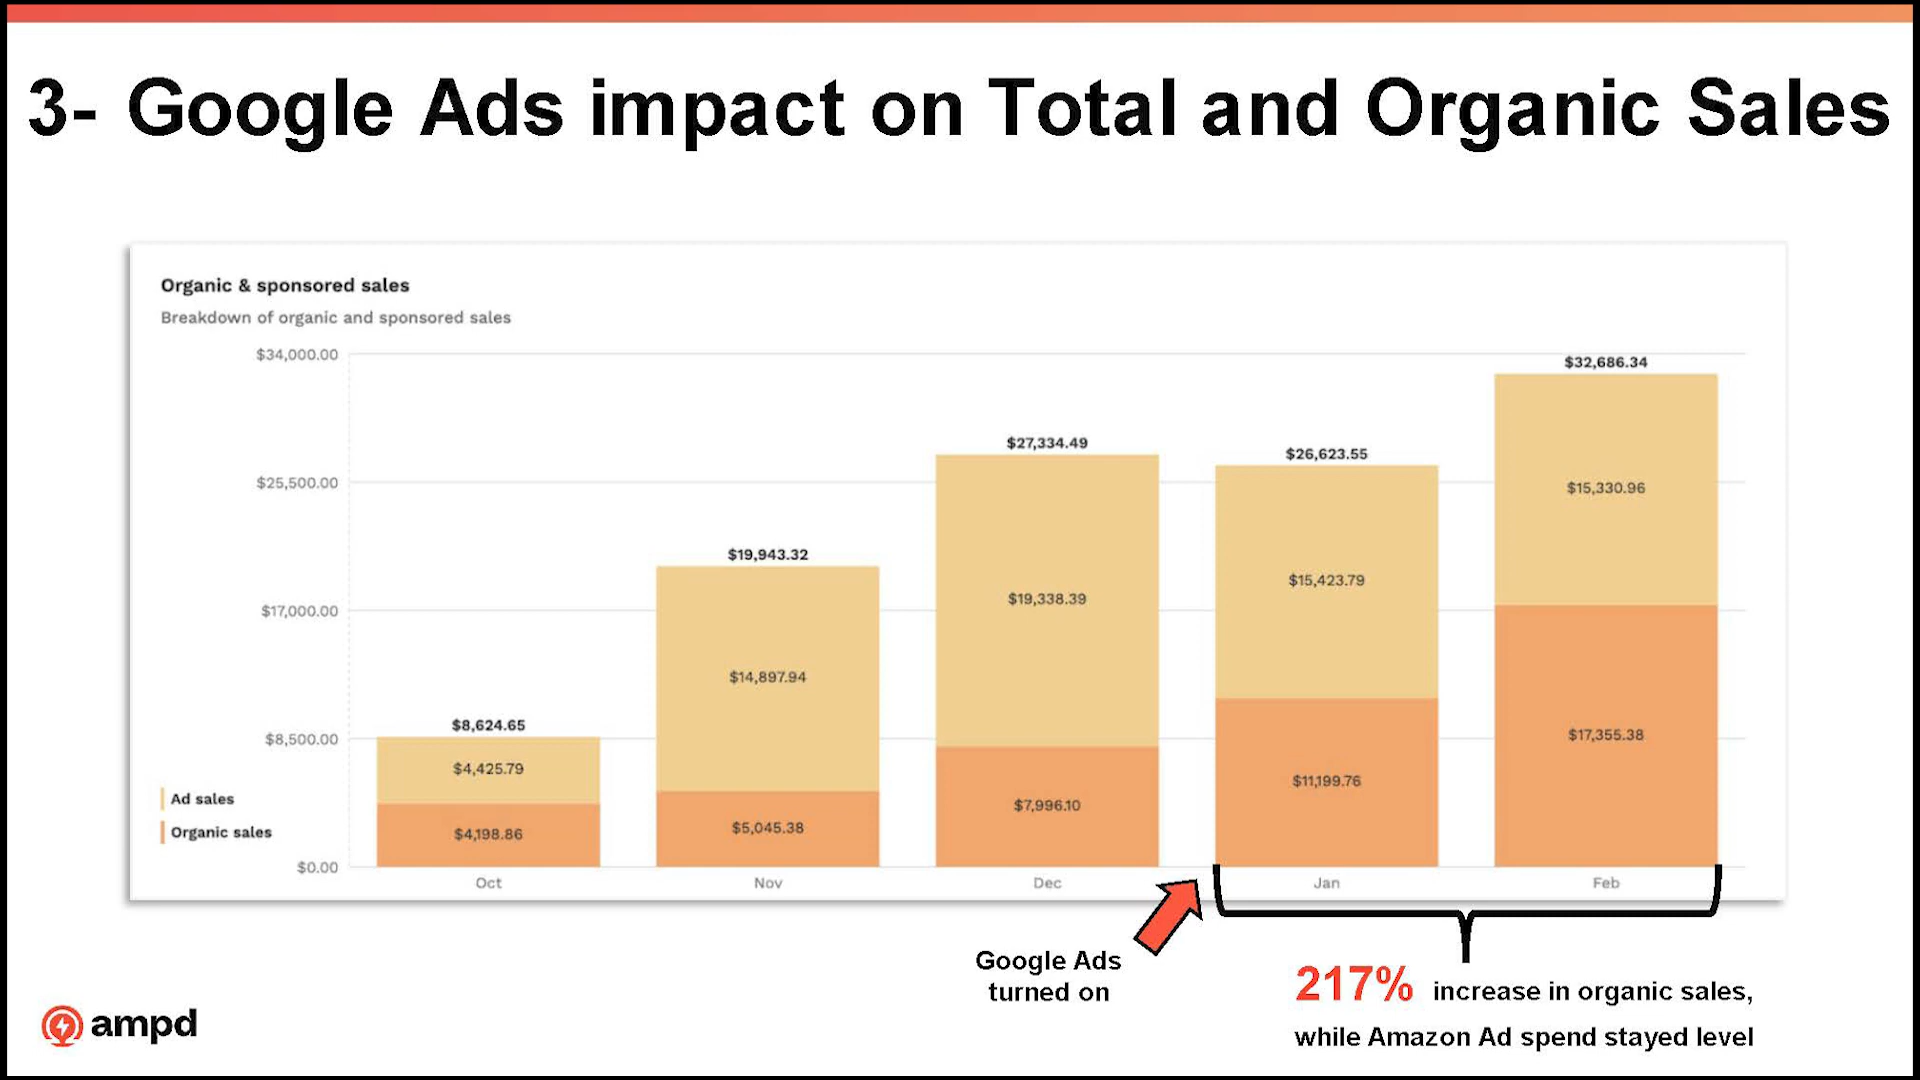 3- Google Ads impact on Total and Organic Sales
Organic & sponsored sales
Breakdown of organic and sponsored sales
$34,000.00
$25,500.00
$17,000.00
$8,500.00
$0.00
Ad sales
Organic sales
$8,624.65
$4,425.79
$4,198.86
Oct
$19,943.32
$14,897.94
$5,045.38
Nov
$27,334.49
$19,338.39
$7,996.10
Dec
$26,623.55
$15,423.79
$11,199.76
Jan
$32,686.34
$15,330.96
$17,355.38
Feb
Google Ads
turned on
217% increase in organic sales,
while Amazon Ad spend stayed level
ampd